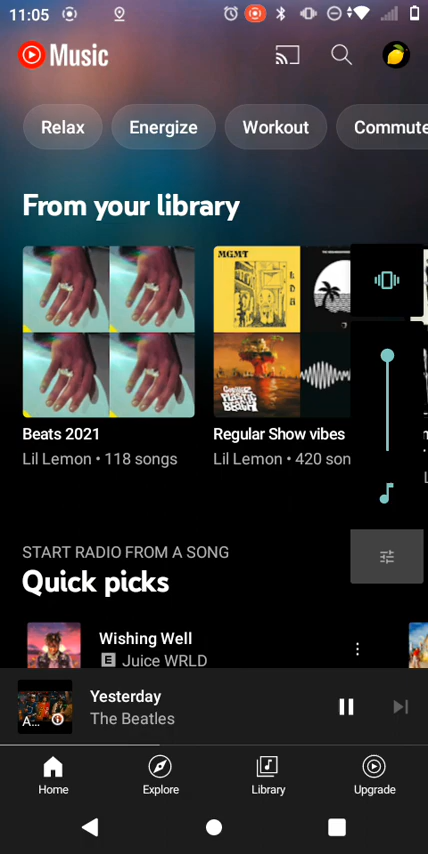 11:05
Music
Relax
Energize
Workout
Commute
From your library
MGMT
Beats 2021
Lil Lemon • 118 songs
Regular Show vibes
Lil Lemon • 420 son
START RADIO FROM A SONG
Quick picks
Wishing Well
E Juice WRLD
A...
Yesterday
The Beatles
Home
Explore
Library
Upgrade